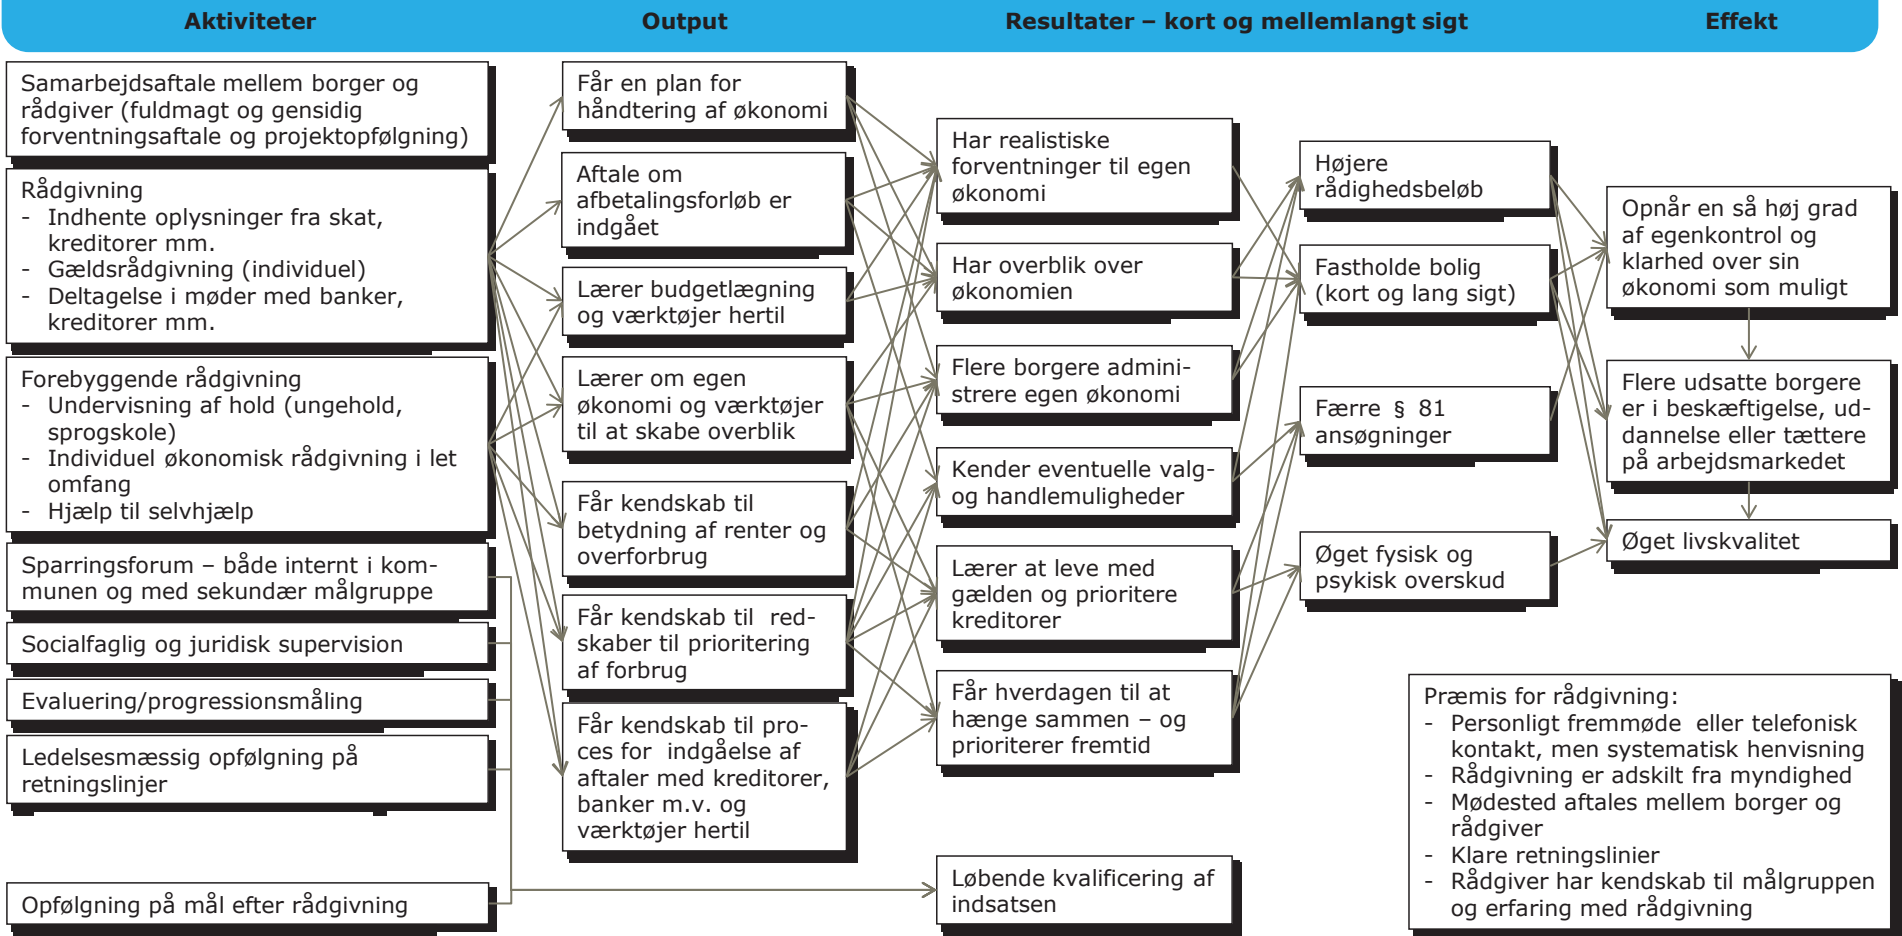 Aktiviteter
Output
Resultater – kort og mellemlangt sigt
Effekt
Samarbejdsaftale mellem borger og
rådgiver (fuldmagt og gensidig
forventningsaftale og projektopfølgning)
Rådgivning
- Indhente oplysninger fra skat,
kreditorer mm.
- Gældsrådgivning (individuel)
- Deltagelse i møder med banker,
kreditorer mm.
Forebyggende rådgivning
- Undervisning af hold (ungehold,
sprogskole)
- Individuel økonomisk rådgivning i let
omfang
- Hjælp til selvhjælp
Sparringsforum – både internt i kom-
munen og med sekundær målgruppe
Socialfaglig og juridisk supervision
Evaluering/progressionsmåling
Ledelsesmæssig opfølgning på
retningslinjer
Opfølgning på mål efter rådgivning
Får en plan for
håndtering af økonomi
Aftale om
afbetalingsforløb er
indgået
Lærer budgetlægning
og værktøjer hertil
Lærer om egen
økonomi og værktøjer
til at skabe overblik
Får kendskab til
betydning af renter og
overforbrug
Får kendskab til red-
skaber til prioritering
af forbrug
Får kendskab til pro-
ces for indgåelse af
aftaler med kreditorer,
banker m.v. og
værktøjer hertil
Har realistiske
forventninger til egen
økonomi
Har overblik over
økonomien
Flere borgere admini-
strere egen økonomi
Kender eventuelle valg-
og handlemuligheder
Lærer at leve med
gælden og prioritere
kreditorer
Får hverdagen til at
hænge sammen – og
prioriterer fremtid
Løbende kvalificering af
indsatsen
Højere
rådighedsbeløb
Fastholde bolig
(kort og lang sigt)
Færre § 81
ansøgninger
Øget fysisk og
psykisk overskud
Opnår en så høj grad
af egenkontrol og
klarhed over sin
økonomi som muligt
Flere udsatte borgere
er i beskæftigelse, ud-
dannelse eller tættere
på arbejdsmarkedet
Øget livskvalitet
Præmis for rådgivning:
- Personligt fremmøde eller telefonisk
kontakt, men systematisk henvisning
- Rådgivning er adskilt fra myndighed
- Mødested aftales mellem borger og
rådgiver
- Klare retningslinier
- Rådgiver har kendskab til målgruppen
og erfaring med rådgivning